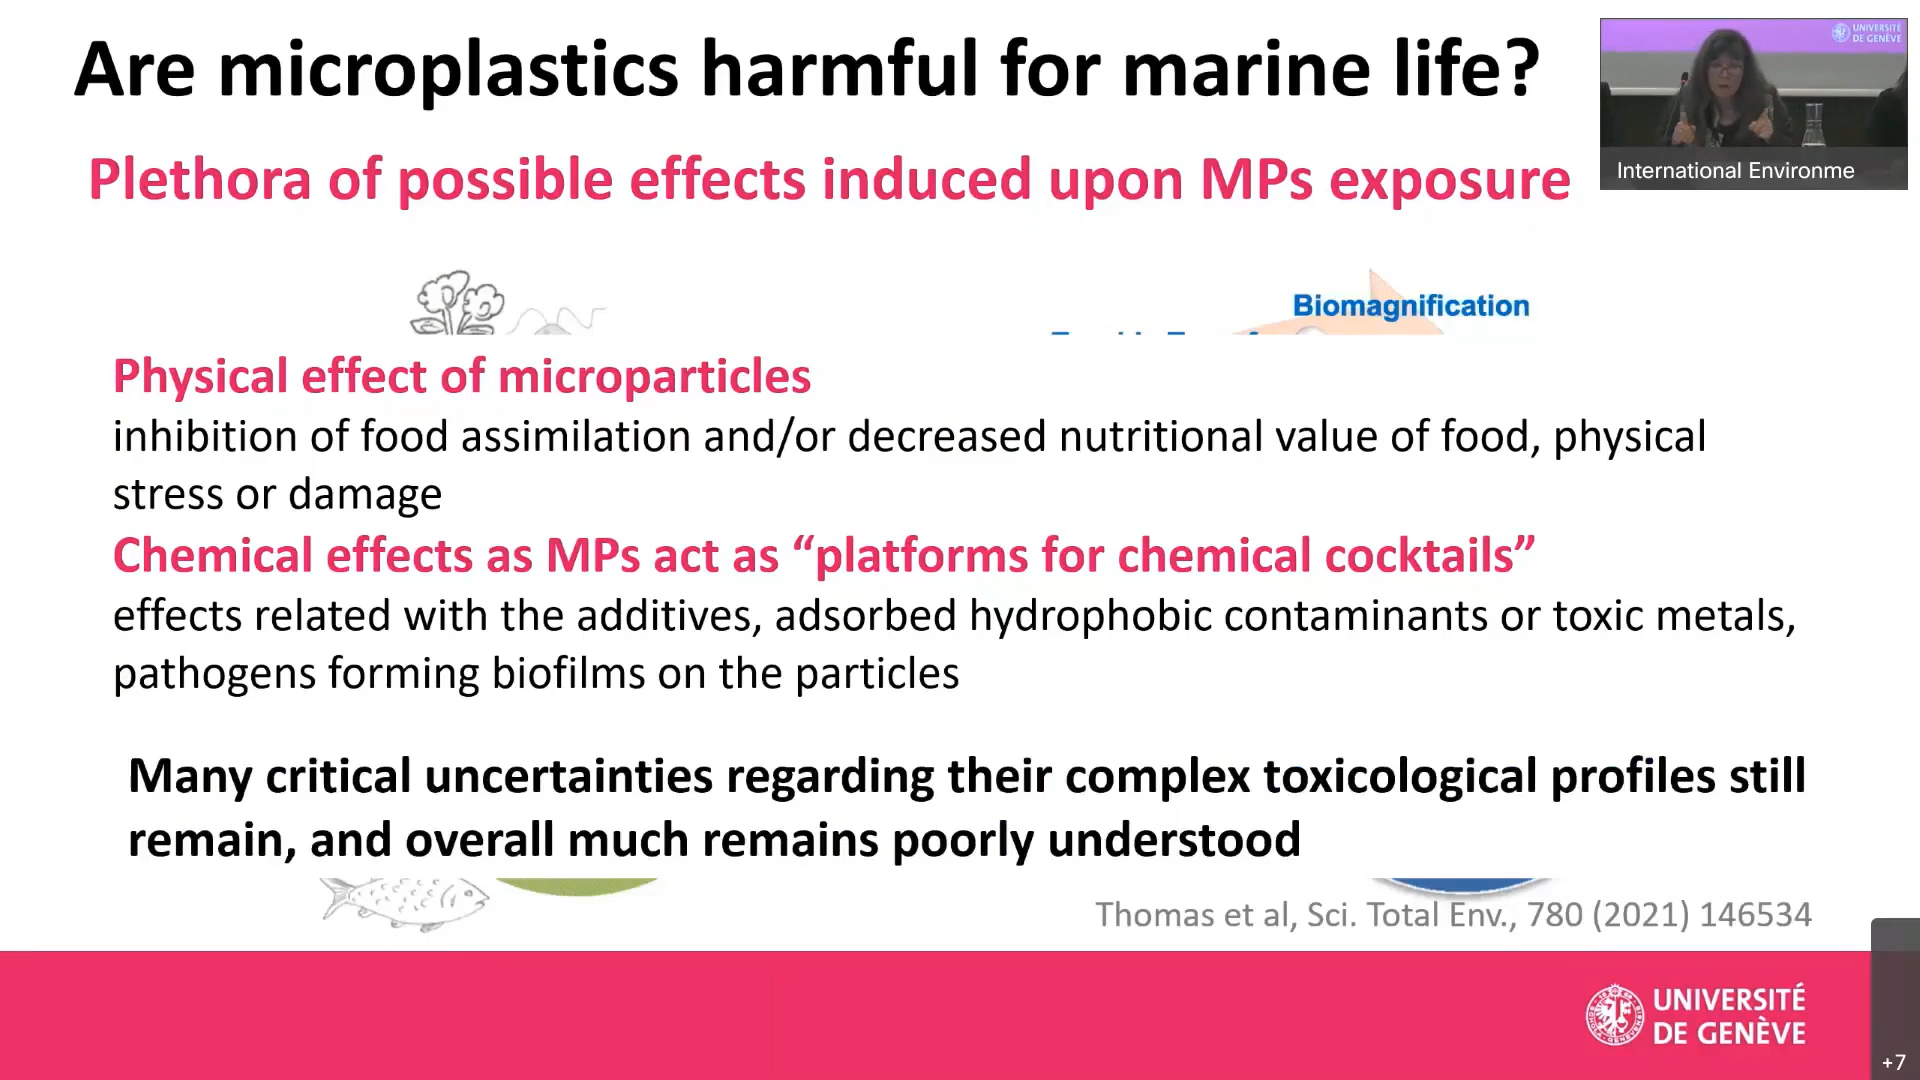 Are microplastics harmful for marine life?
Plethora of possible effects induced upon MPs exposure
UNIVERSITÉ
DE GENÈVE
International Environme
Biomagnification
Physical effect of microparticles
inhibition of food assimilation and/or decreased nutritional value of food, physical
stress or damage
Chemical effects as MPs act as “platforms for chemical cocktails”
effects related with the additives, adsorbed hydrophobic contaminants or toxic metals,
pathogens forming biofilms on the particles
Many critical uncertainties regarding their complex toxicological profiles still
remain, and overall much remains poorly understood
Thomas et al, Sci. Total Env., 780 (2021) 146534
UNIVERSITÉ
DE GENÈVE
+7